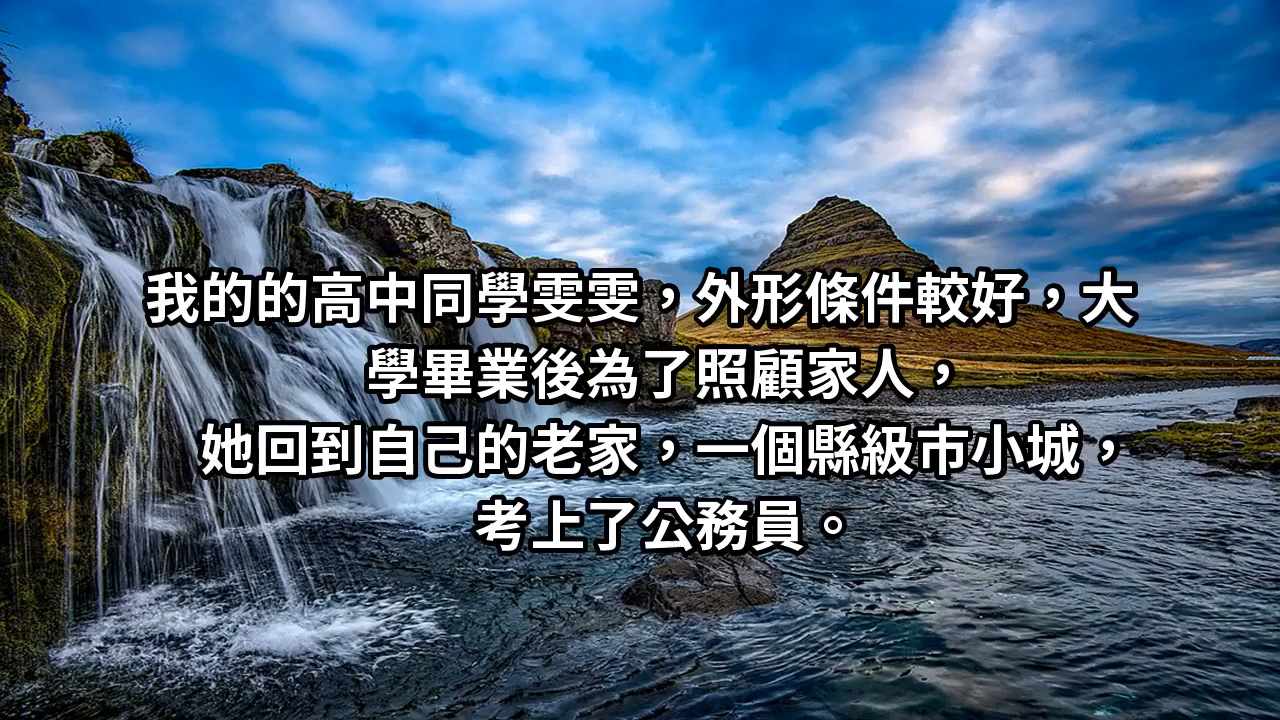 我的的高中同學雯雯，外形條件較好，大
學畢業後為了照顧家人，
她回到自己的老家，一個縣級市小城，
考上了公務員。